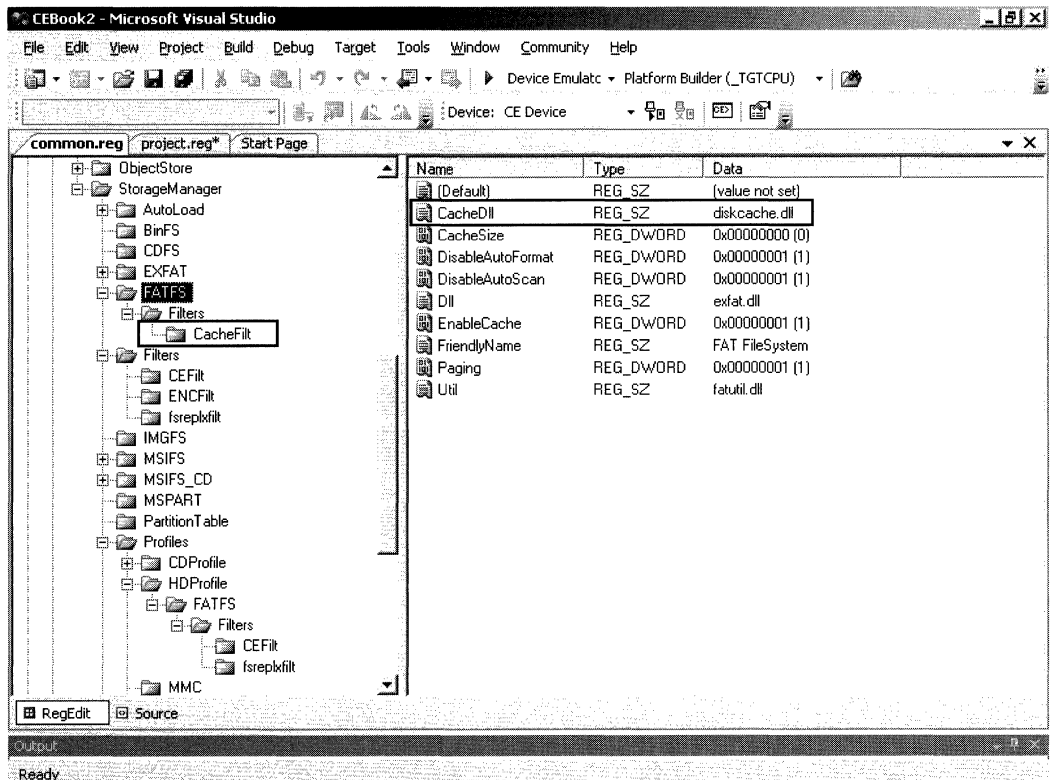 CEBook2 - Microsoft Visual Studio
File Edit View Project Build Debug Target Tools Window Community Help
Device Emulatc Platform Builder (_TGTCPU)
Device: CE Device
common.reg project.reg* Start Page
ObjectStore
StorageManager
AutoLoad
BinFS
CDFS
EXFAT
FATFS
Filters
CacheFilt
Filters
CEFilt
ENCFilt
fsreplxfilt
IMGFS
MSIFS
MSIFS_CD
MSPART
PartitionTable
Profiles
CDProfile
HDProfile
FATFS
Filters
CEFilt
fsreplxfilt
MMC
Name Type Data
(Default) REG_SZ (value not set)
CacheDll REG_SZ diskcache.dll
CacheSize REG_DWORD 0x00000000 (0)
DisableAutoFormat REG_DWORD 0x00000001 (1)
DisableAutoScan REG_DWORD 0x00000001 (1)
Dll REG_SZ exfat.dll
EnableCache REG_DWORD 0x00000001 (1)
FriendlyName REG_SZ FAT FileSystem
Paging REG_DWORD 0x00000001 (1)
Util REG_SZ fatutil.dll
RegEdit Source
Output
Ready